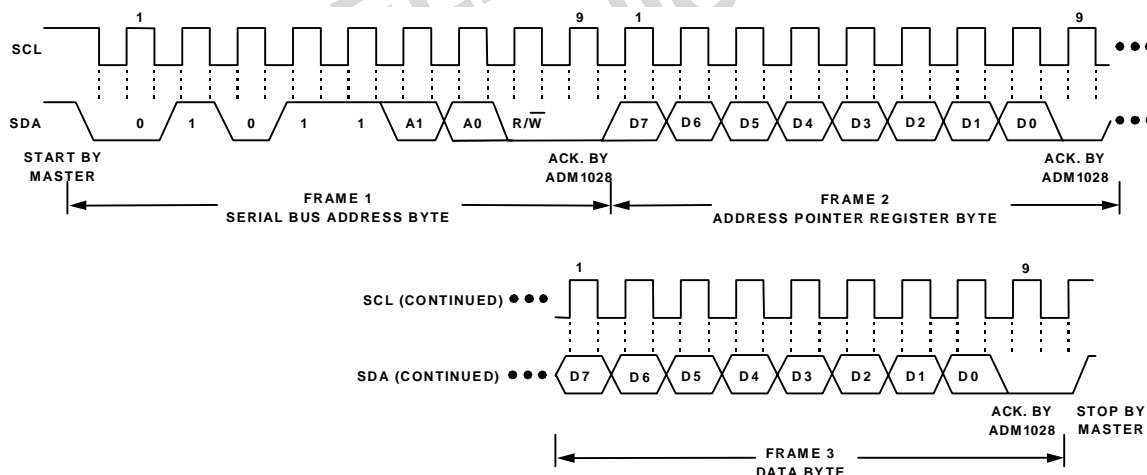 1 9 1 9
SCL
SDA 0 1 0 1 1 A1 A0 R/W̅ D7 D6 D5 D4 D3 D2 D1 D0
START BY
MASTER
ACK. BY
ADM1028
ACK. BY
ADM1028
FRAME 1
SERIAL BUS ADDRESS BYTE
FRAME 2
ADDRESS POINTER REGISTER BYTE
1 9
SCL (CONTINUED)
SDA (CONTINUED) D7 D6 D5 D4 D3 D2 D1 D0
ACK. BY
ADM1028
STOP BY
MASTER
FRAME 3
DATA BYTE